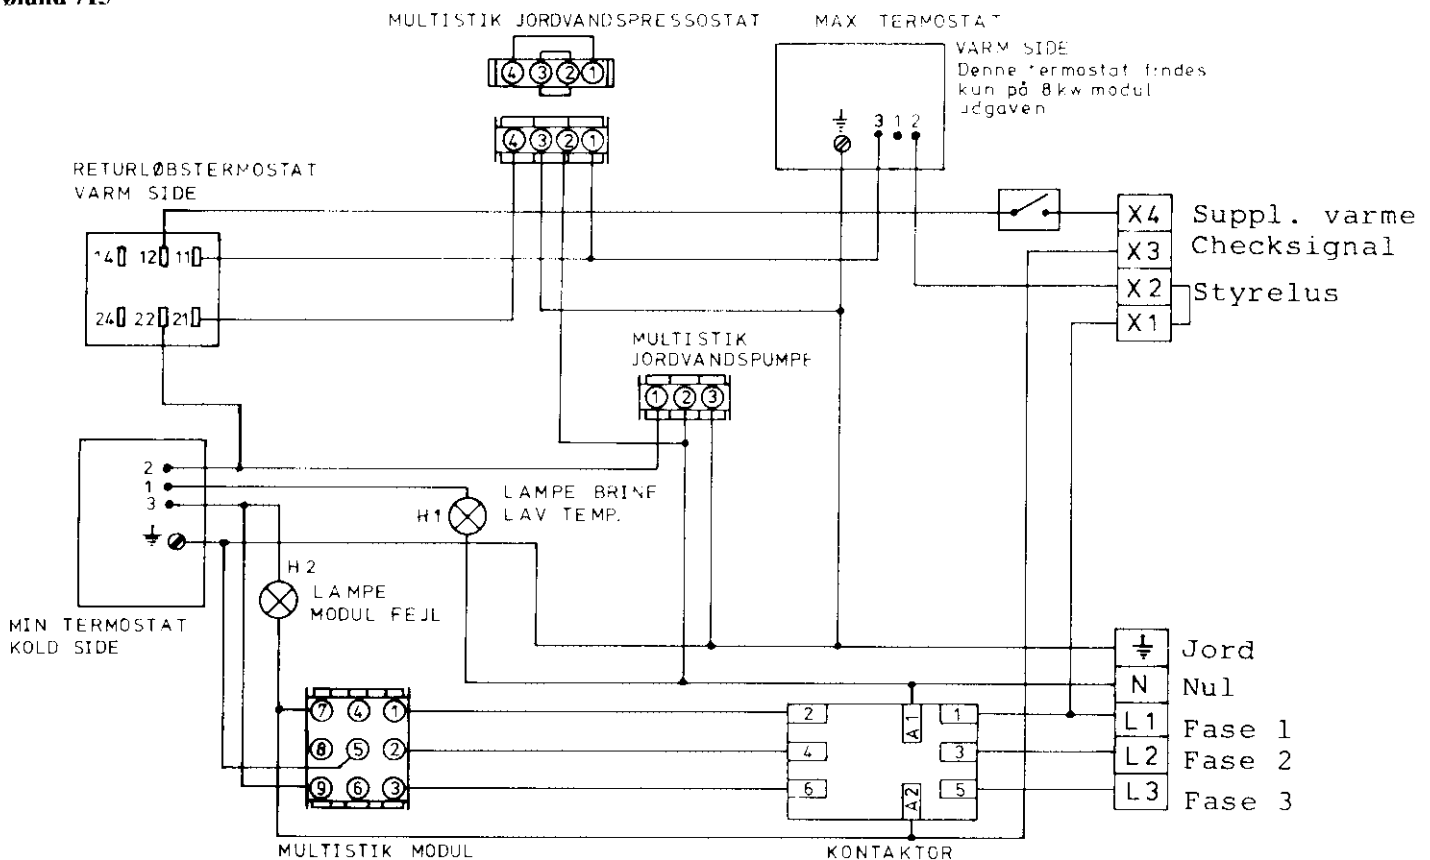 MULTISTIK JORDVANDSPRESSOSTAT
MAX TERMOSTAT
VARM SIDE
Denne termostat findes
kun på 8kw modul
udgaven
4 3 2 1
4 3 2 1
3 1 2
RETURLØBSTERMOSTAT
VARM SIDE
14 12 11
24 22 21
X4 Suppl. varme
X3 Checksignal
X2 Styrelus
X1
MULTISTIK
JORDVANDSPUMPE
1 2 3
2
1
3
LAMPE BRINE
LAV TEMP.
H1
H2
LAMPE
MODUL FEJL
MIN TERMOSTAT
KOLD SIDE
Jord
N Nul
L1 Fase 1
L2 Fase 2
L3 Fase 3
7 4 1
8 5 2
9 6 3
2 A1 1
4 3
6 A2 5
MULTISTIK MODUL
KONTAKTOR